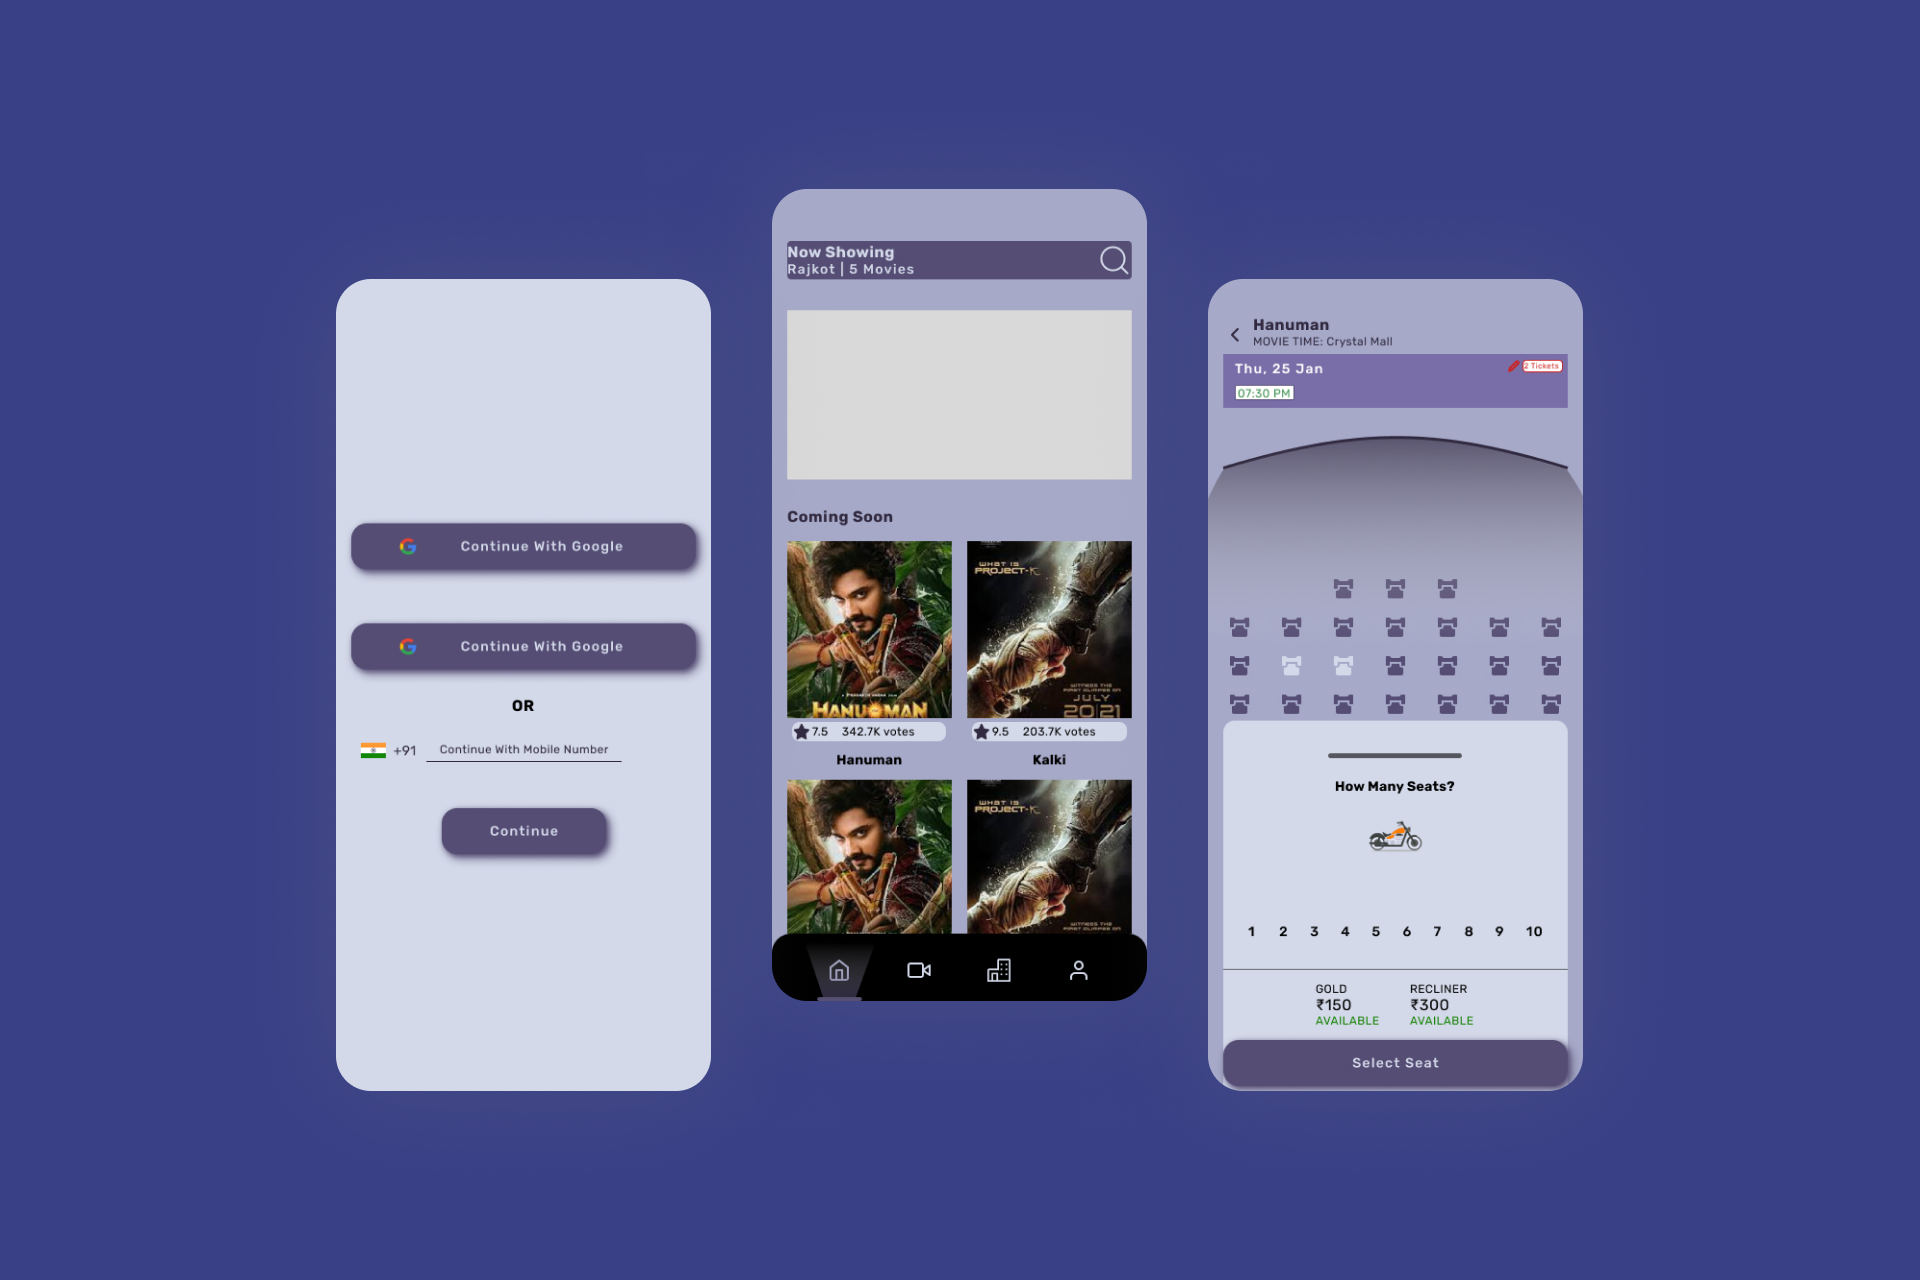 Continue With Google
Continue With Google
OR
+91 Continue With Mobile Number
Continue
Now Showing
Rajkot | 5 Movies
Coming Soon
HANUMAN
WHAT IS
PROJECT-K
WITNESS THE
FIRST GLIMPSE ON
JULY
20|21
7.5 342.7K votes
9.5 203.7K votes
Hanuman
Kalki
WHAT IS
PROJECT-K
WITNESS THE
FIRST GLIMPSE ON
Hanuman
MOVIE TIME: Crystal Mall
Thu, 25 Jan
2 Tickets
07:30 PM
How Many Seats?
1 2 3 4 5 6 7 8 9 10
GOLD
₹150
AVAILABLE
RECLINER
₹300
AVAILABLE
Select Seat